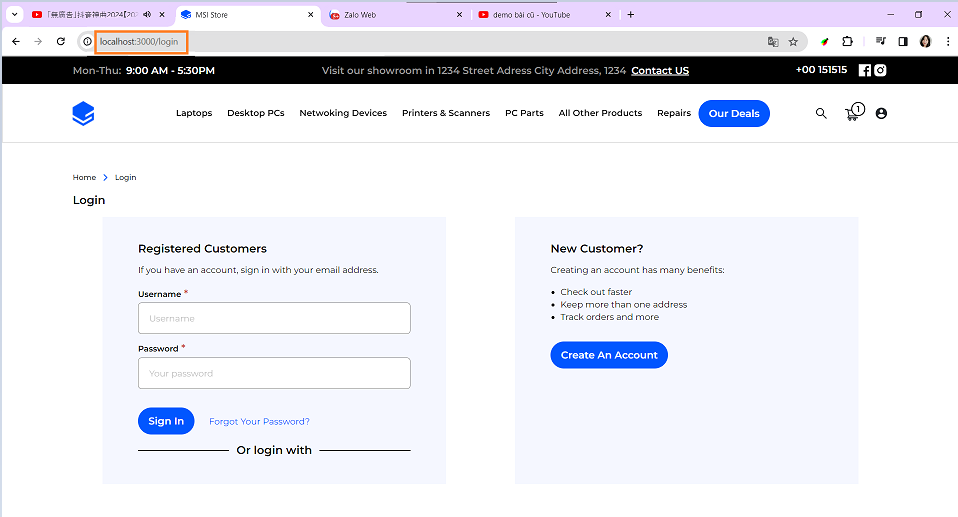 「無廣告」抖音神曲2024【202
MSI Store
Zalo Web
demo bài cũ - YouTube
localhost:3000/login
Mon-Thu: 9:00 AM - 5:30PM
Visit our showroom in 1234 Street Adress City Address, 1234 Contact US
+00 151515
Laptops
Desktop PCs
Netwoking Devices
Printers & Scanners
PC Parts
All Other Products
Repairs
Our Deals
1
Home > Login
Login
Registered Customers
If you have an account, sign in with your email address.
Username *
Username
Password *
Your password
Sign In
Forgot Your Password?
Or login with
New Customer?
Creating an account has many benefits:
• Check out faster
• Keep more than one address
• Track orders and more
Create An Account